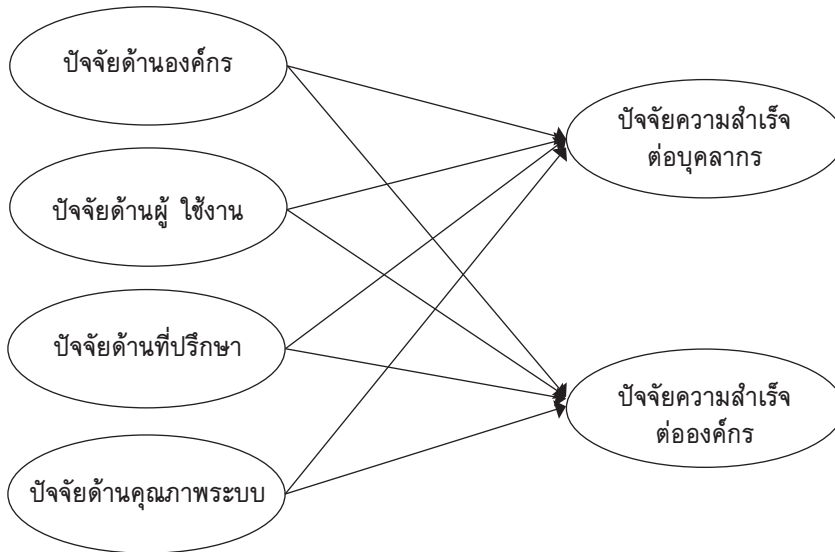 ปัจจัยด้านองค์กร
ปัจจัยด้านผู้ ใช้งาน
ปัจจัยด้านที่ปรึกษา
ปัจจัยด้านคุณภาพระบบ
ปัจจัยความสำเร็จ
ต่อบุคลากร
ปัจจัยความสำเร็จ
ต่อองค์กร